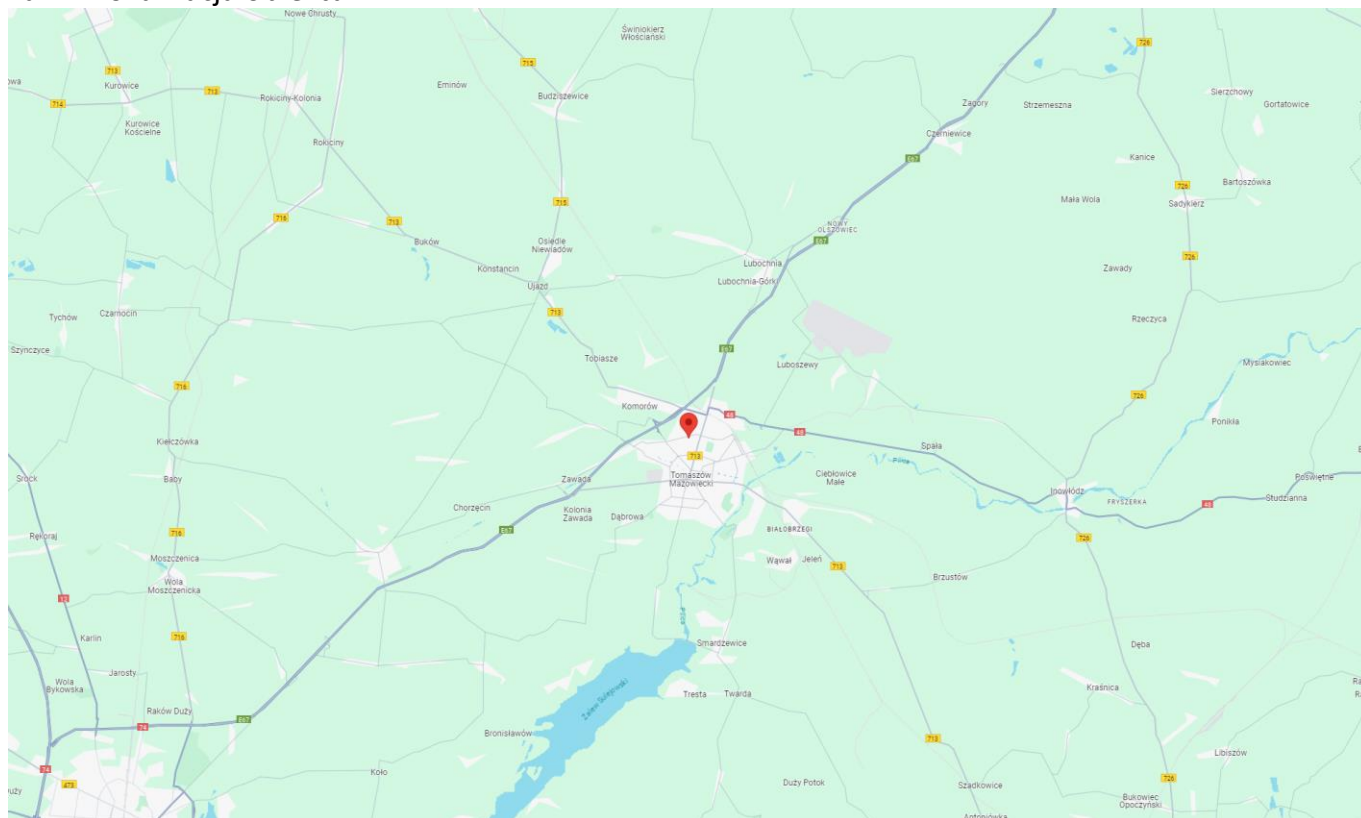 Nowe Chrusty
Świniokierz
Włościański
726
713
715
Kurowice
713
Rokiciny-Kolonia
Eminów
Budziszewice
Sierzchowy
714
Zagóry
Strzemeszna
Gortatowice
Kurowice
Kościelne
Czerniewice
Rokiciny
E67
Kanice
726
Bartoszówka
Mała Wola
Sadykierz
715
716
713
NOWY
OLSZOWIEC
Buków
Osiedle
Niewiadów
E67
726
Lubochnia
Konstancin
Zawady
Ujazd
Lubochnia-Górki
Tychów
Czarnocin
713
Rzeczyca
Szynczyce
E67
Tobiasze
Luboszewy
Mysiakowiec
716
726
Komorów
48
Ponikła
48
Kiełczówka
Spała
713
Pilica
Srock
Baby
Zawada
Tomaszów
Mazowiecki
Ciebłowice
Małe
Poświętne
Inowłódz
Studzianna
FRYSZERKA
48
Chorzęcin
Kolonia
Zawada
Dąbrowa
E67
BIAŁOBRZEGI
716
Rękoraj
726
Moszczenica
Wąwał
Jeleń
713
Wola
Moszczenicka
Brzustów
12
Pilica
Karlin
716
Smardzewice
Dęba
Jarosty
Wola
Bykowska
Kraśnica
Tresta
Twarda
Zalew Sulejowski
Raków Duży
E67
74
Bronisławów
713
Libiszów
74
Koło
473
Duży Potok
Szadkowice
726
Bukowiec
Opoczyński
Antoniówka